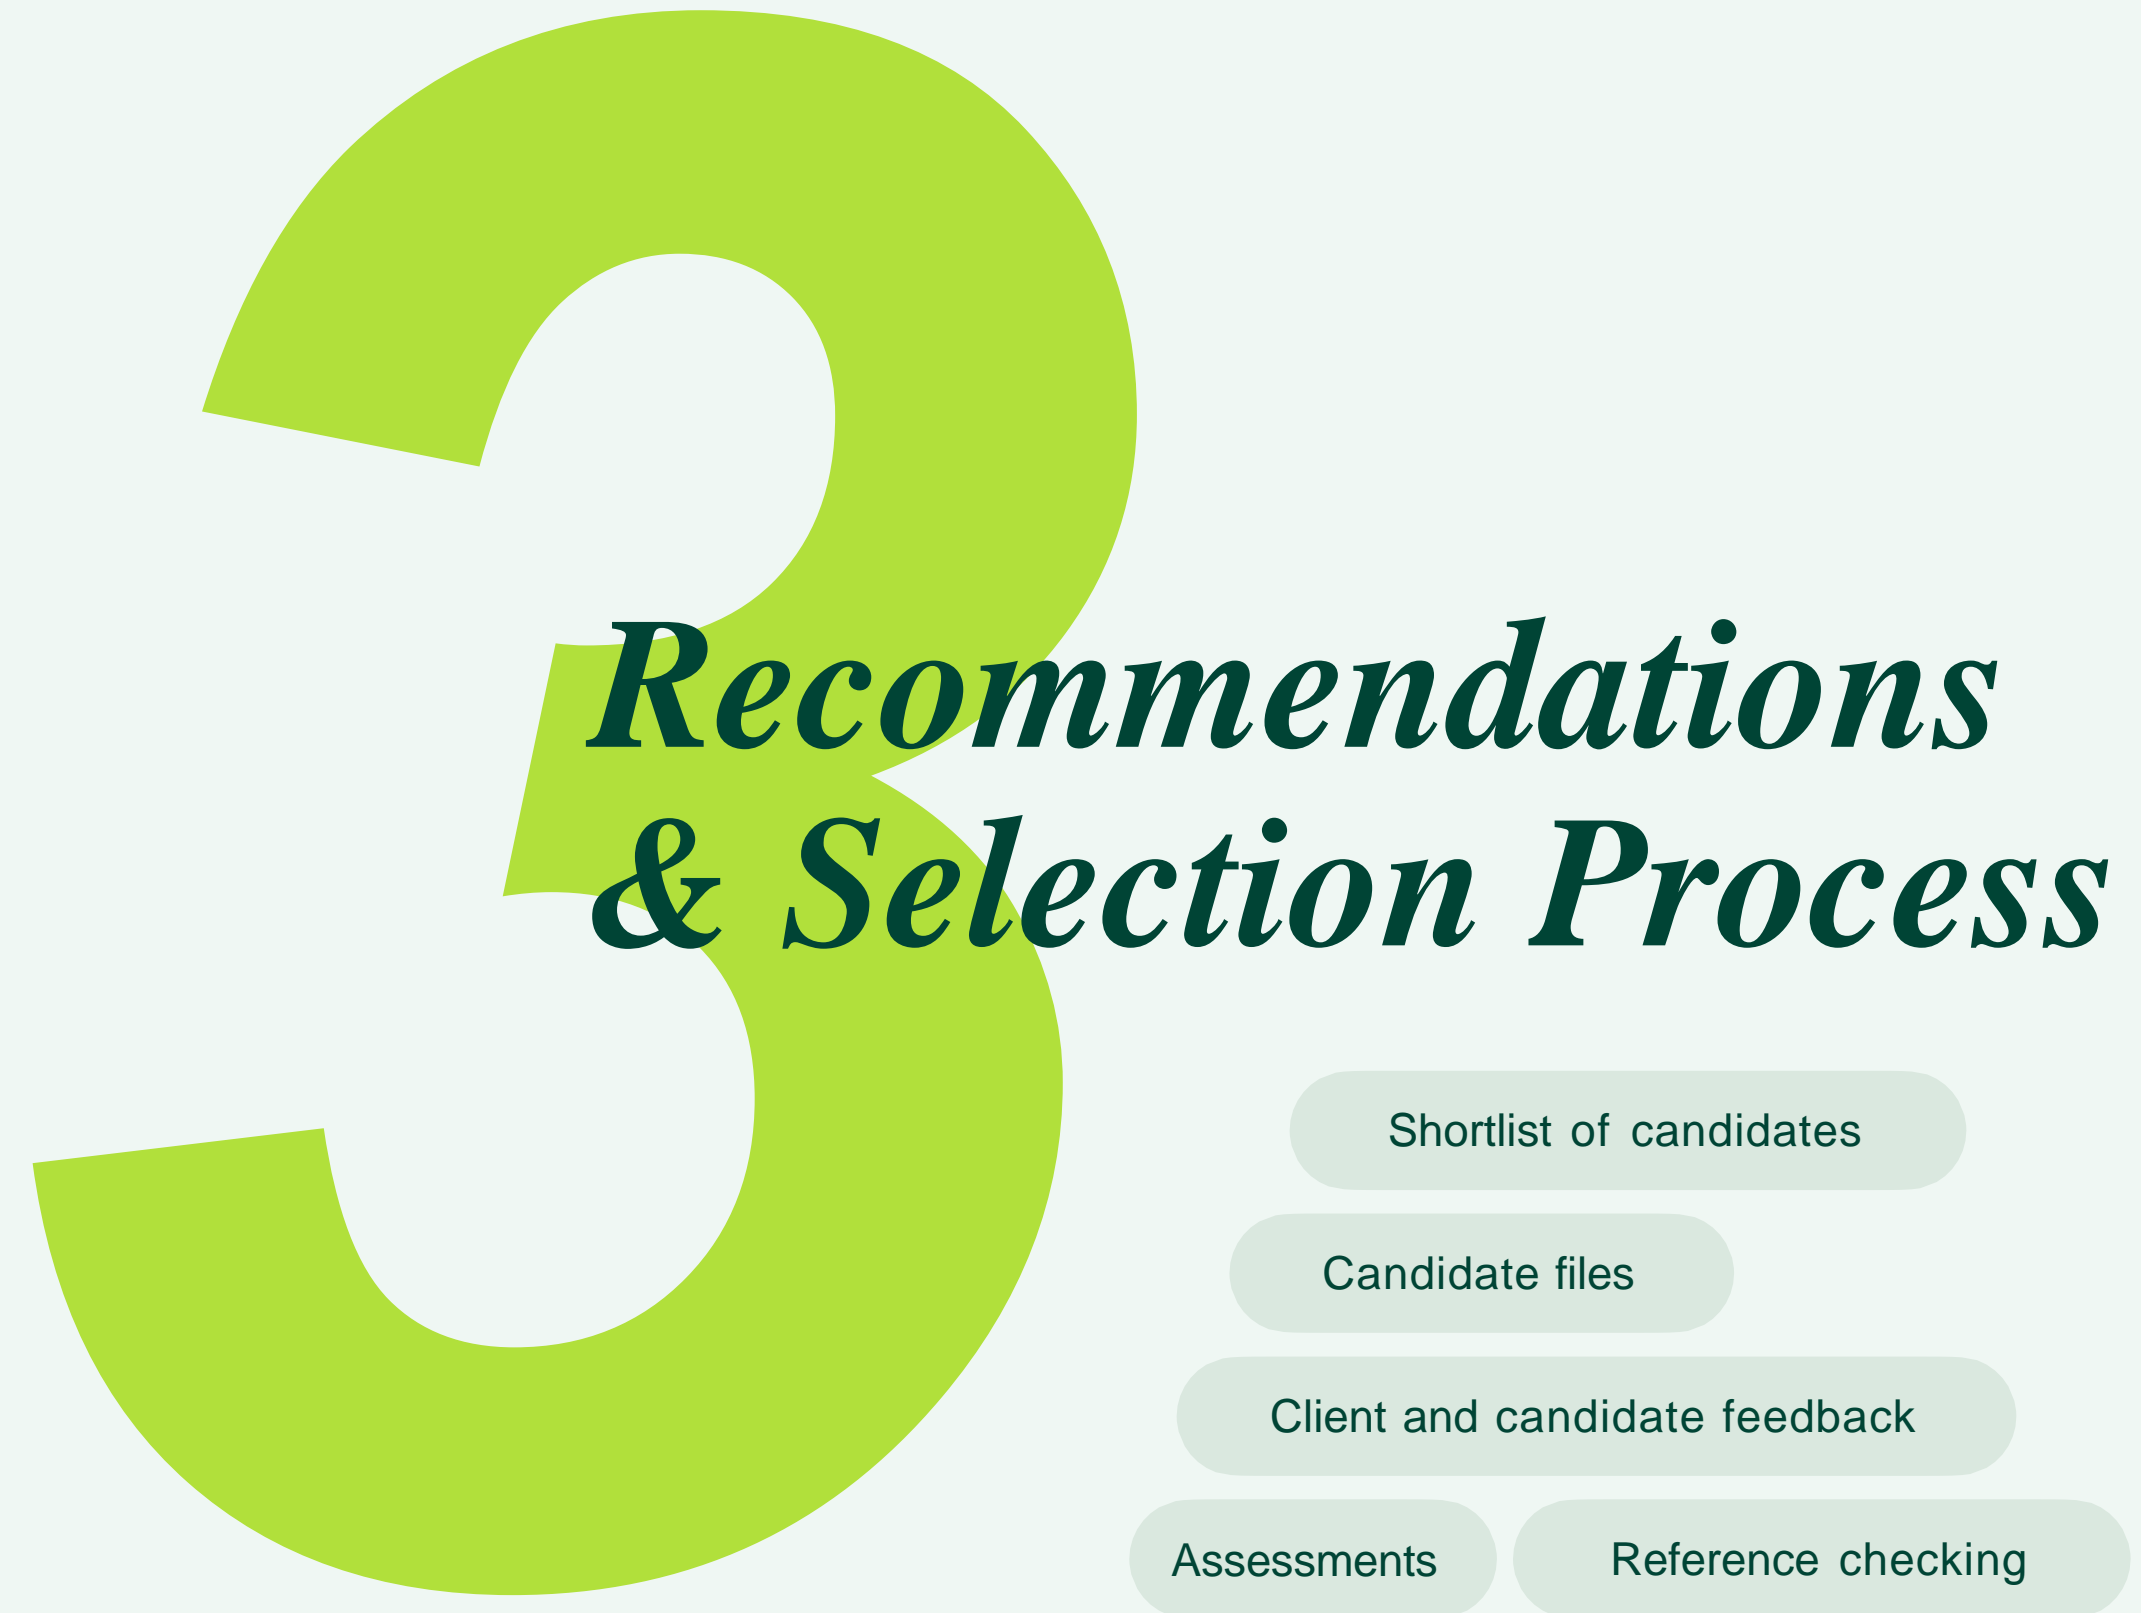 3
Recommendations
& Selection Process
Shortlist of candidates
Candidate files
Client and candidate feedback
Assessments
Reference checking